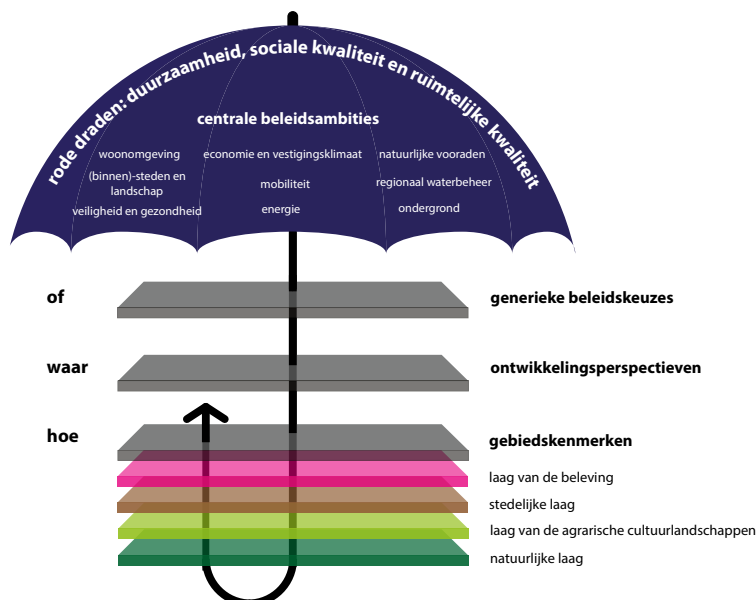 rode draden: duurzaamheid, sociale kwaliteit en ruimtelijke kwaliteit
centrale beleidsambities
woonomgeving
(binnen)-steden en
landschap
veiligheid en gezondheid
economie en vestigingsklimaat
mobiliteit
energie
natuurlijke vooraden
regionaal waterbeheer
ondergrond
of
generieke beleidskeuzes
waar
ontwikkelingsperspectieven
hoe
gebiedskenmerken
laag van de beleving
stedelijke laag
laag van de agrarische cultuurlandschappen
natuurlijke laag